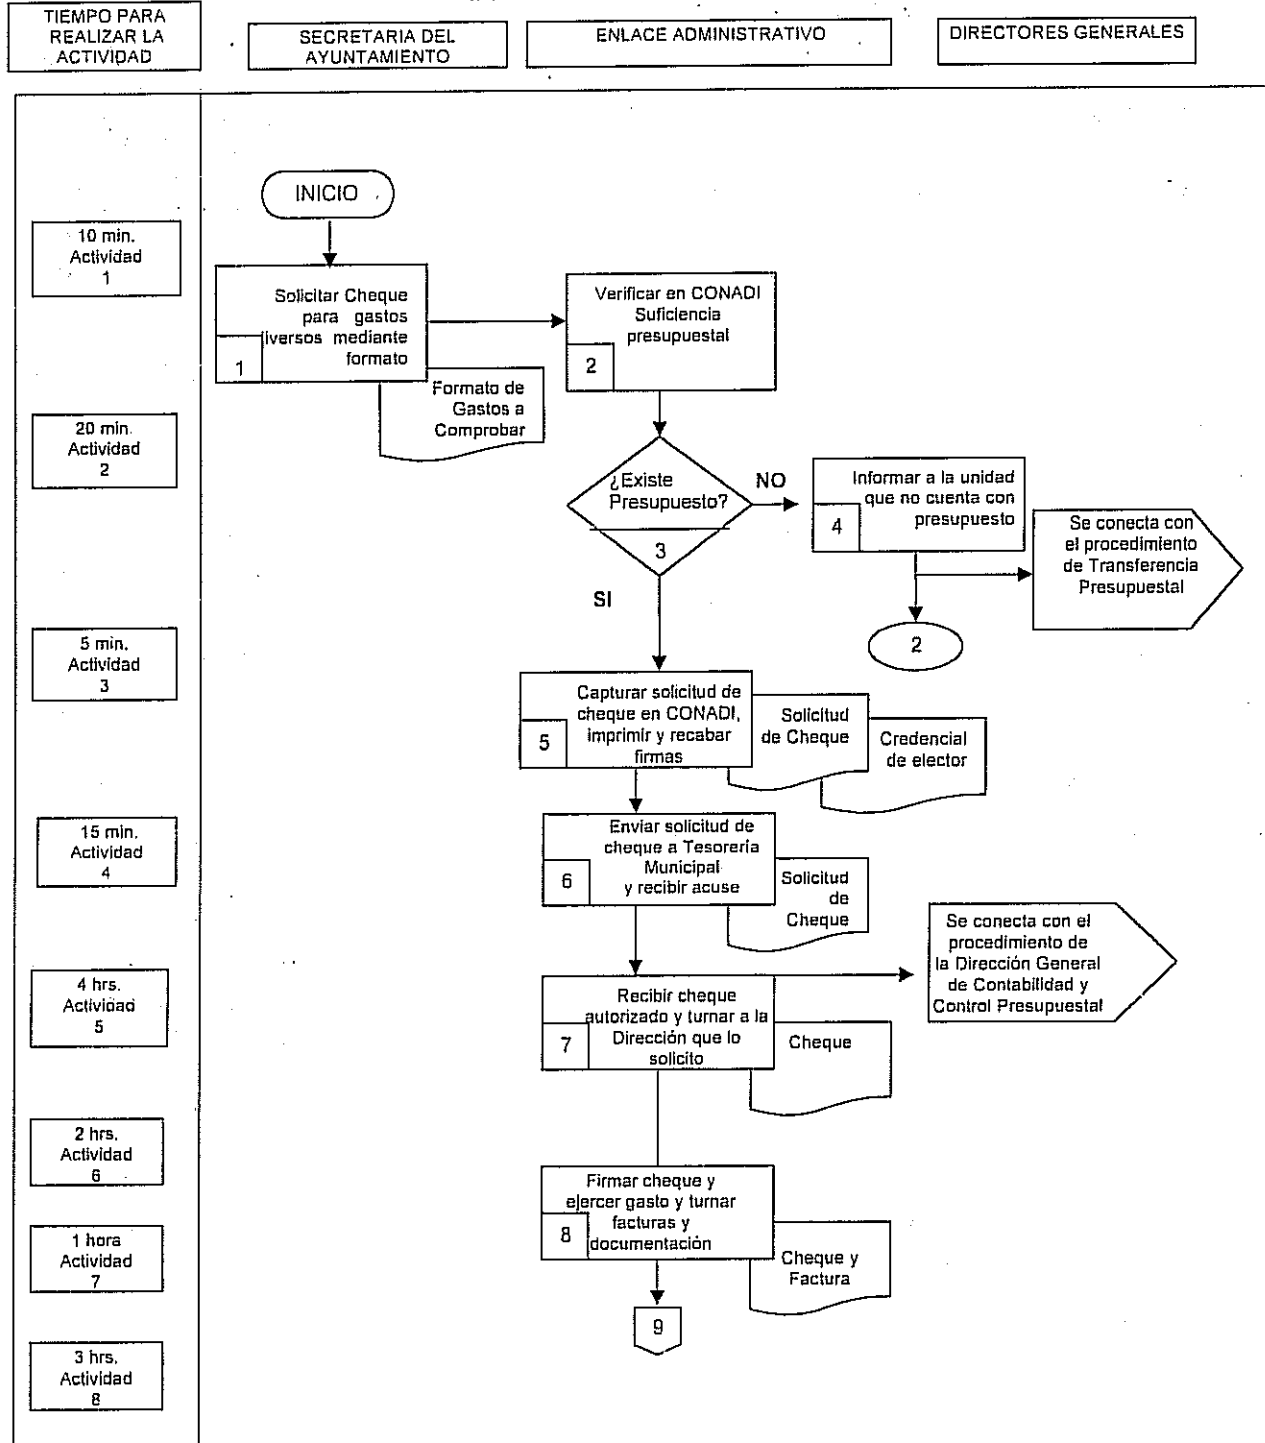 TIEMPO PARA
REALIZAR LA
ACTIVIDAD
SECRETARIA DEL
AYUNTAMIENTO
ENLACE ADMINISTRATIVO
DIRECTORES GENERALES
INICIO
10 min.
Actividad
1
Solicitar Cheque
para gastos
iversos mediante
formato
1
Formato de
Gastos a
Comprobar
Verificar en CONADI
Suficiencia
presupuestal
2
20 min.
Actividad
2
¿Existe
Presupuesto?
3
NO
SI
Informar a la unidad
que no cuenta con
presupuesto
4
Se conecta con
el procedimiento
de Transferencia
Presupuestal
2
5 min.
Actividad
3
Capturar solicitud de
cheque en CONADI,
imprimir y recabar
firmas
5
Solicitud
de Cheque
Credencial
de elector
15 min.
Actividad
4
Enviar solicitud de
cheque a Tesorería
Municipal
y recibir acuse
6
Solicitud
de
Cheque
Se conecta con el
procedimiento de
la Dirección General
de Contabilidad y
Control Presupuestal
4 hrs.
Actividad
5
Recibir cheque
autorizado y turnar a la
Dirección que lo
solicito
7
Cheque
2 hrs.
Actividad
6
Firmar cheque y
ejercer gasto y turnar
facturas y
documentación
8
Cheque y
Factura
1 hora
Actividad
7
9
3 hrs.
Actividad
8